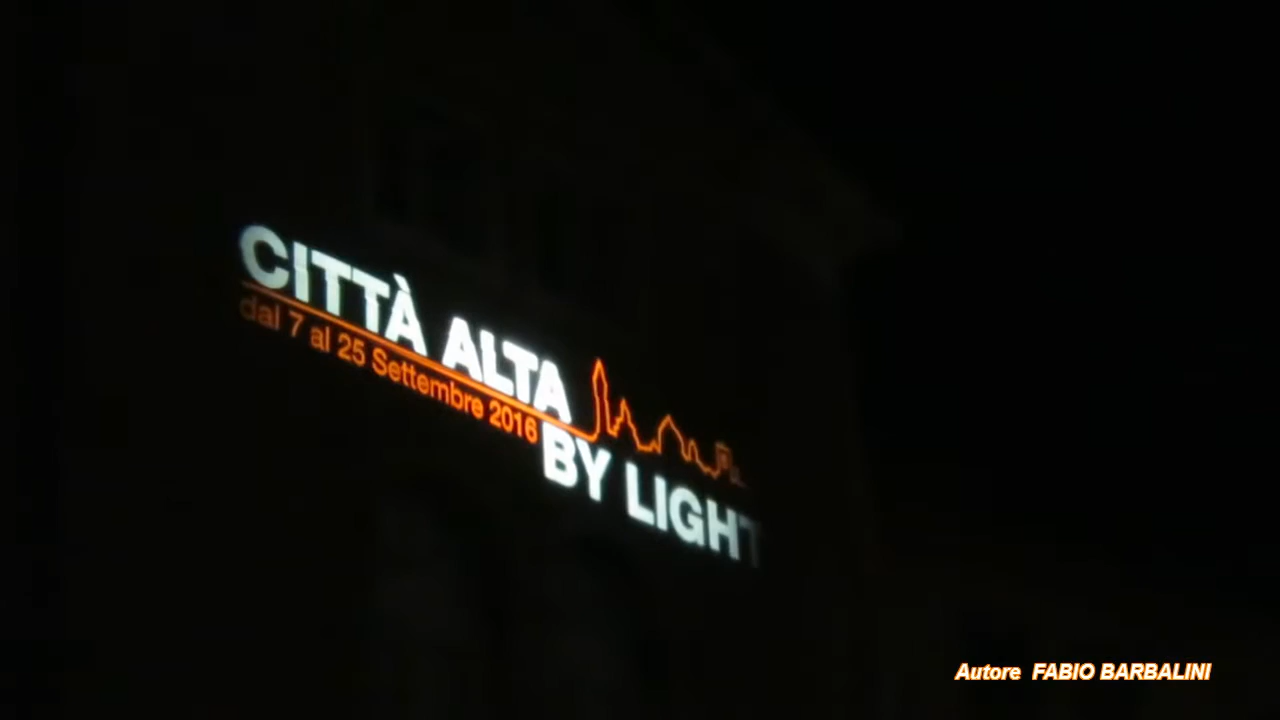 CITTÀ ALTA
dal 7 al 25 Settembre 2016
BY LIGHT
Autore FABIO BARBALINI